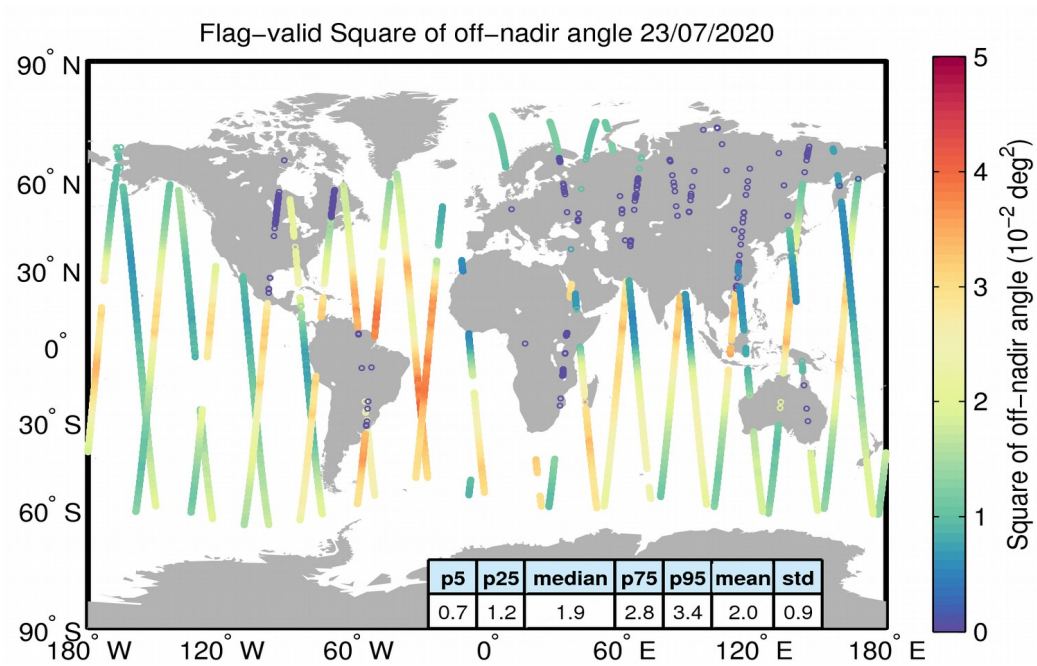 Flag−valid Square of off−nadir angle 23/07/2020
90° N
60° N
30° N
0°
30° S
60° S
90° S
180° W
120° W
60° W
0°
60° E
120° E
180° E
p5 p25 median p75 p95 mean std
0.7 1.2 1.9 2.8 3.4 2.0 0.9
5
4
3
2
1
0
Square of off−nadir angle (10⁻² deg²)